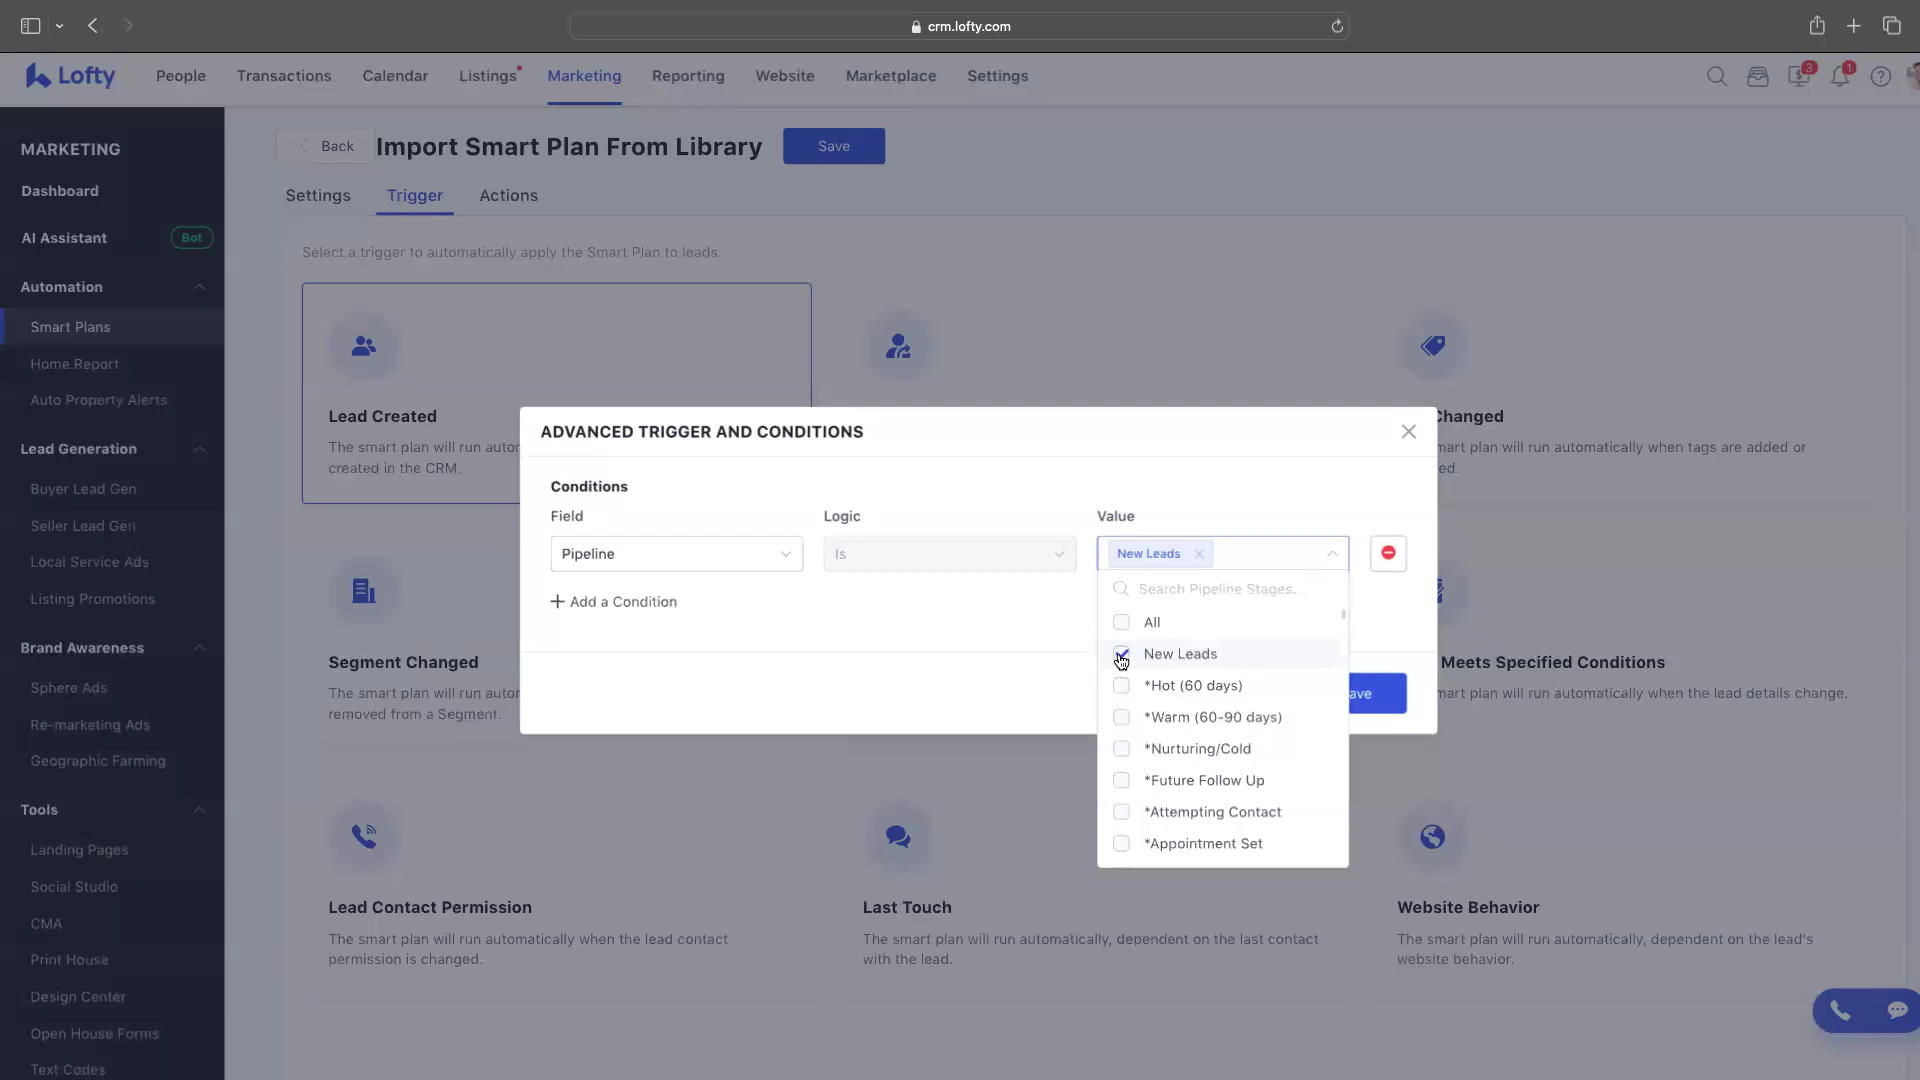 crm.lofty.com
Lofty
People
Transactions
Calendar
Listings
Marketing
Reporting
Website
Marketplace
Settings
3
1
MARKETING
Dashboard
AI Assistant
Bot
Automation
Smart Plans
Home Report
Auto Property Alerts
Lead Generation
Buyer Lead Gen
Seller Lead Gen
Local Service Ads
Listing Promotions
Brand Awareness
Sphere Ads
Re-marketing Ads
Geographic Farming
Tools
Landing Pages
Social Studio
CMA
Print House
Design Center
Open House Forms
Text Codes
Back
Import Smart Plan From Library
Save
Settings
Trigger
Actions
Select a trigger to automatically apply the Smart Plan to leads.
Lead Created
The smart plan will run auto
created in the CRM.
Changed
mart plan will run automatically when tags are added or
ed.
ADVANCED TRIGGER AND CONDITIONS
Conditions
Field
Logic
Value
Pipeline
Is
New Leads
Add a Condition
Search Pipeline Stages...
All
New Leads
*Hot (60 days)
*Warm (60-90 days)
*Nurturing/Cold
*Future Follow Up
*Attempting Contact
*Appointment Set
ave
Segment Changed
The smart plan will run auto
removed from a Segment.
Meets Specified Conditions
mart plan will run automatically when the lead details change.
Lead Contact Permission
The smart plan will run automatically when the lead contact
permission is changed.
Last Touch
The smart plan will run automatically, dependent on the last contact
with the lead.
Website Behavior
The smart plan will run automatically, dependent on the lead's
website behavior.